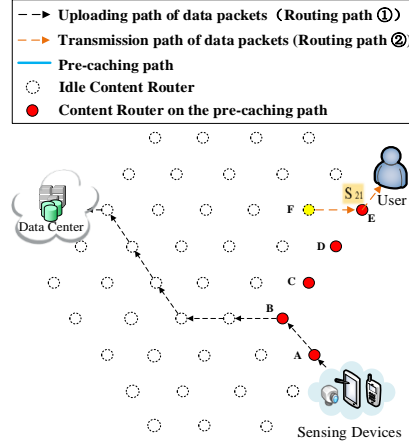 Uploading path of data packets（Routing path ①）
Transmission path of data packets (Routing path ②)
Pre-caching path
Idle Content Router
Content Router on the pre-caching path
S 21
User
F
E
Data Center
D
C
B
A
Sensing Devices